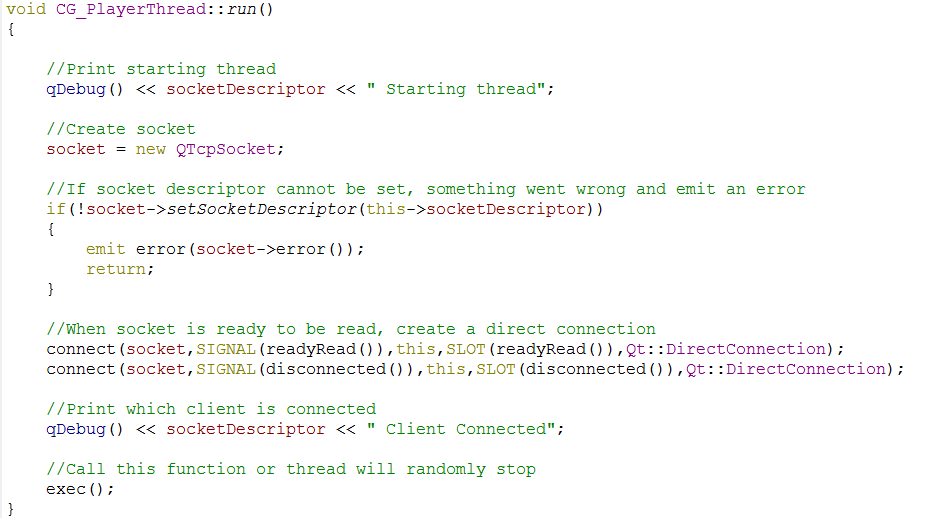 void CG_PlayerThread::run()
{
//Print starting thread
qDebug() << socketDescriptor << " Starting thread";
//Create socket
socket = new QTcpSocket;
//If socket descriptor cannot be set, something went wrong and emit an error
if(!socket->setSocketDescriptor(this->socketDescriptor))
{
emit error(socket->error());
return;
}
//When socket is ready to be read, create a direct connection
connect(socket,SIGNAL(readyRead()),this,SLOT(readyRead()),Qt::DirectConnection);
connect(socket,SIGNAL(disconnected()),this,SLOT(disconnected()),Qt::DirectConnection);
//Print which client is connected
qDebug() << socketDescriptor << " Client Connected";
//Call this function or thread will randomly stop
exec();
}